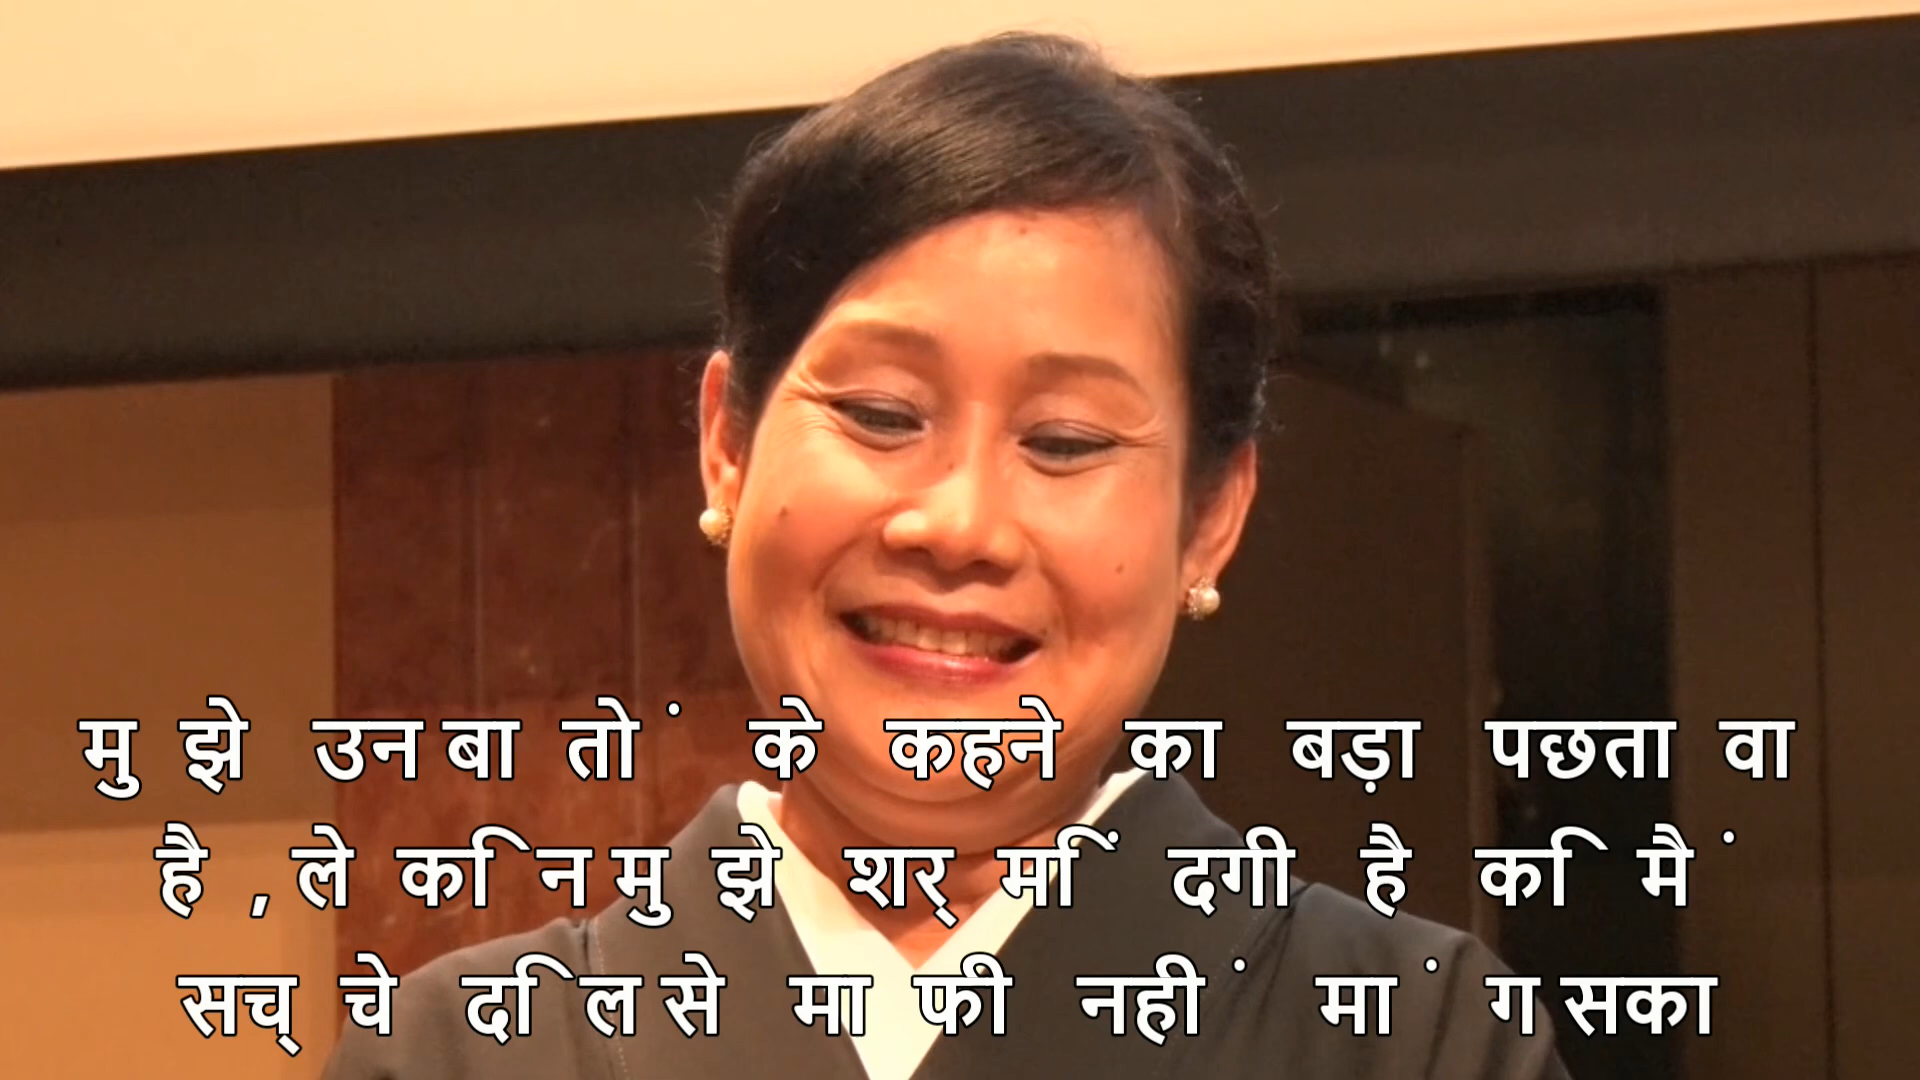 मुझे उन बातों के कहने का बड़ा पछतावा
है, लेकिन मुझे शर्मिंदगी है कि मैं
सच्चे दिल से माफी नहीं मांग सका